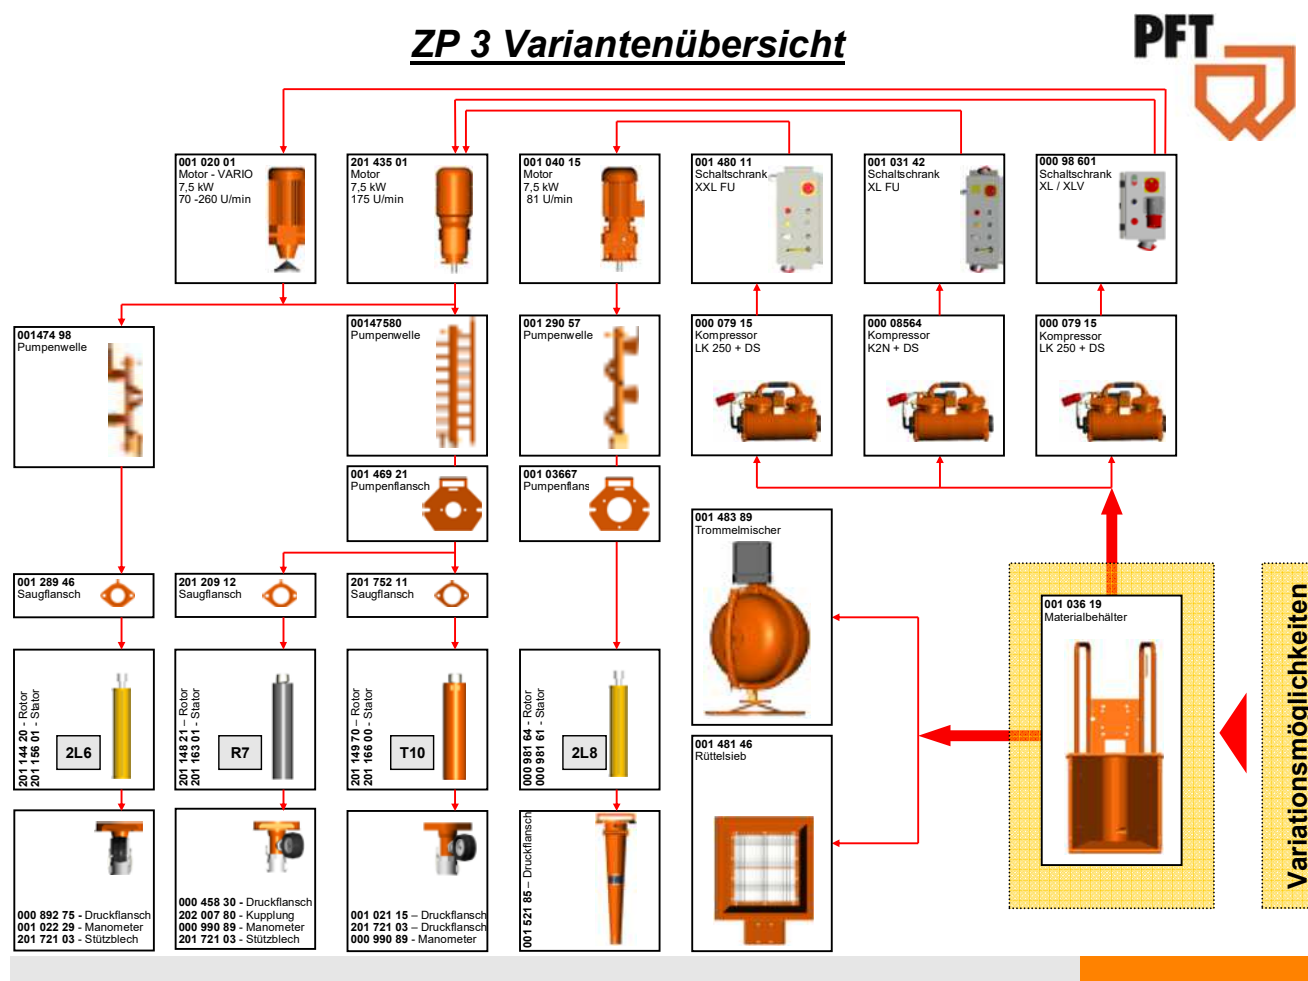 ZP 3 Variantenübersicht
PFT
001 020 01
Motor - VARIO
7,5 kW
70 -260 U/min
201 435 01
Motor
7,5 kW
175 U/min
001 040 15
Motor
7,5 kW
81 U/min
001 480 11
Schaltschrank
XXL FU
001 031 42
Schaltschrank
XL FU
000 98 601
Schaltschrank
XL / XLV
001474 98
Pumpenwelle
00147580
Pumpenwelle
001 290 57
Pumpenwelle
000 079 15
Kompressor
LK 250 + DS
000 08564
Kompressor
K2N + DS
000 079 15
Kompressor
LK 250 + DS
001 469 21
Pumpenflansch
001 03667
Pumpenflans
001 483 89
Trommelmischer
001 289 46
Saugflansch
201 209 12
Saugflansch
201 752 11
Saugflansch
001 036 19
Materialbehälter
Variationsmöglichkeiten
201 144 20 - Rotor
201 156 01 - Stator
2L6
201 148 21 – Rotor
201 163 01 - Stator
R7
201 149 70 – Rotor
201 166 00 - Stator
T10
000 981 64 - Rotor
000 981 61 - Stator
2L8
001 481 46
Rüttelsieb
000 892 75 - Druckflansch
001 022 29 - Manometer
201 721 03 - Stützblech
000 458 30 - Druckflansch
202 007 80 - Kupplung
000 990 89 - Manometer
201 721 03 - Stützblech
001 021 15 – Druckflansch
201 721 03 – Druckflansch
000 990 89 - Manometer
001 521 85 – Druckflansch